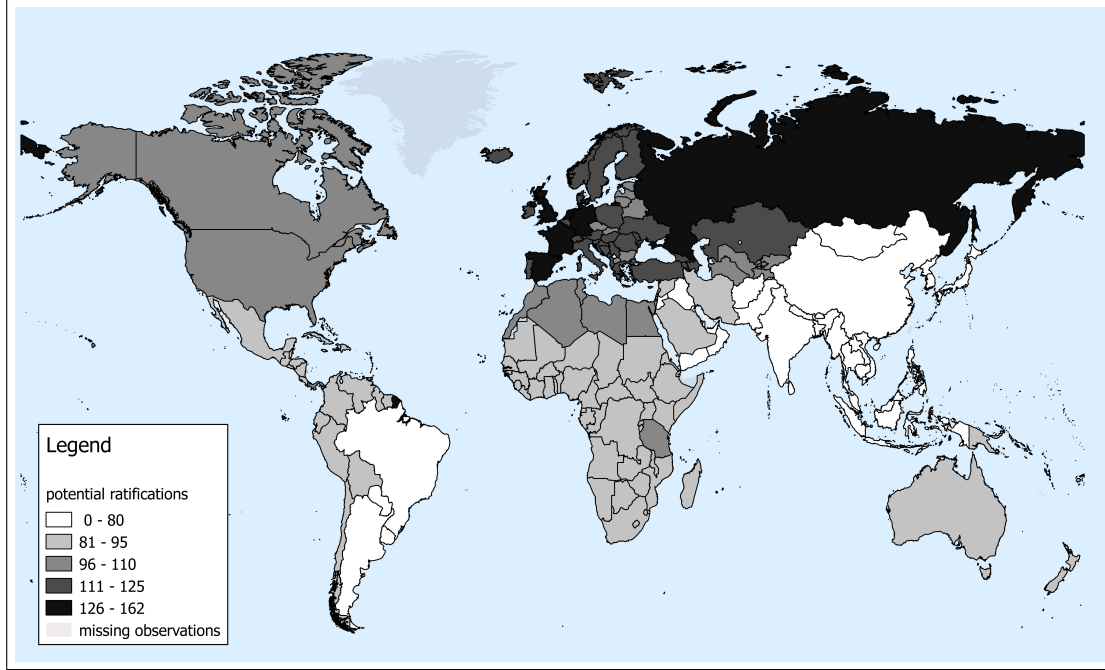 Legend
potential ratifications
0 - 80
81 - 95
96 - 110
111 - 125
126 - 162
missing observations